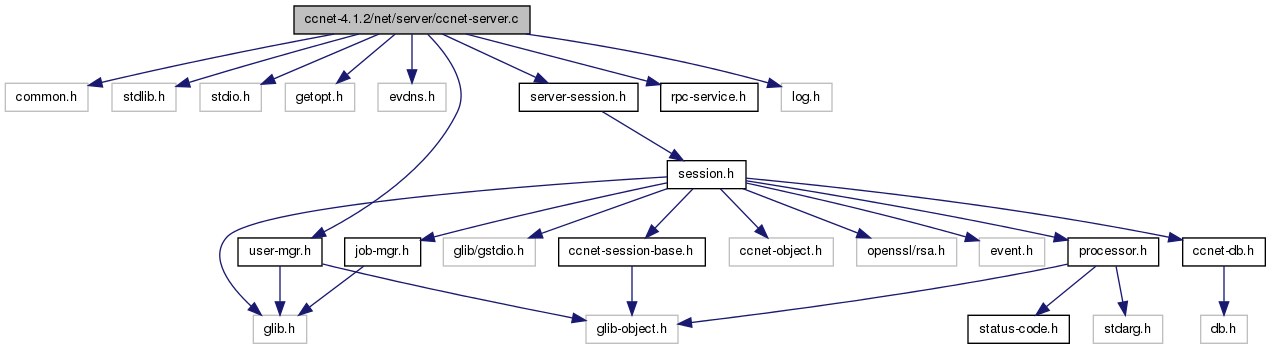 ccnet-4.1.2/net/server/ccnet-server.c
common.h
stdlib.h
stdio.h
getopt.h
evdns.h
server-session.h
rpc-service.h
log.h
session.h
user-mgr.h
job-mgr.h
glib/gstdio.h
ccnet-session-base.h
ccnet-object.h
openssl/rsa.h
event.h
processor.h
ccnet-db.h
glib.h
glib-object.h
status-code.h
stdarg.h
db.h